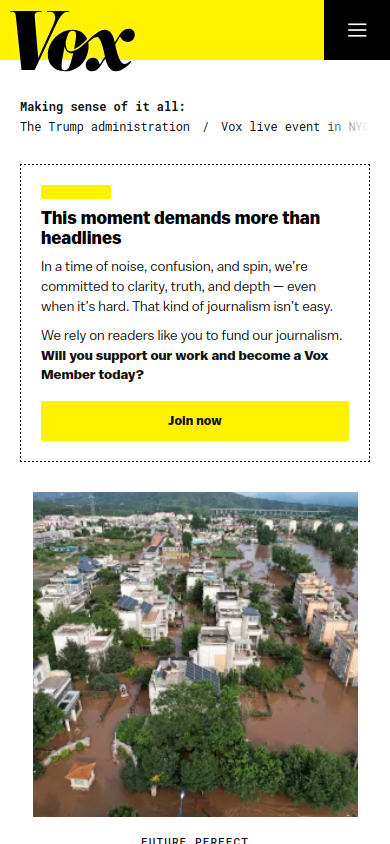 Vox
Making sense of it all:
The Trump administration / Vox live event in NYC
This moment demands more than
headlines
In a time of noise, confusion, and spin, we’re
committed to clarity, truth, and depth — even
when it’s hard. That kind of journalism isn’t easy.
We rely on readers like you to fund our journalism.
Will you support our work and become a Vox
Member today?
Join now
FUTURE PERFECT